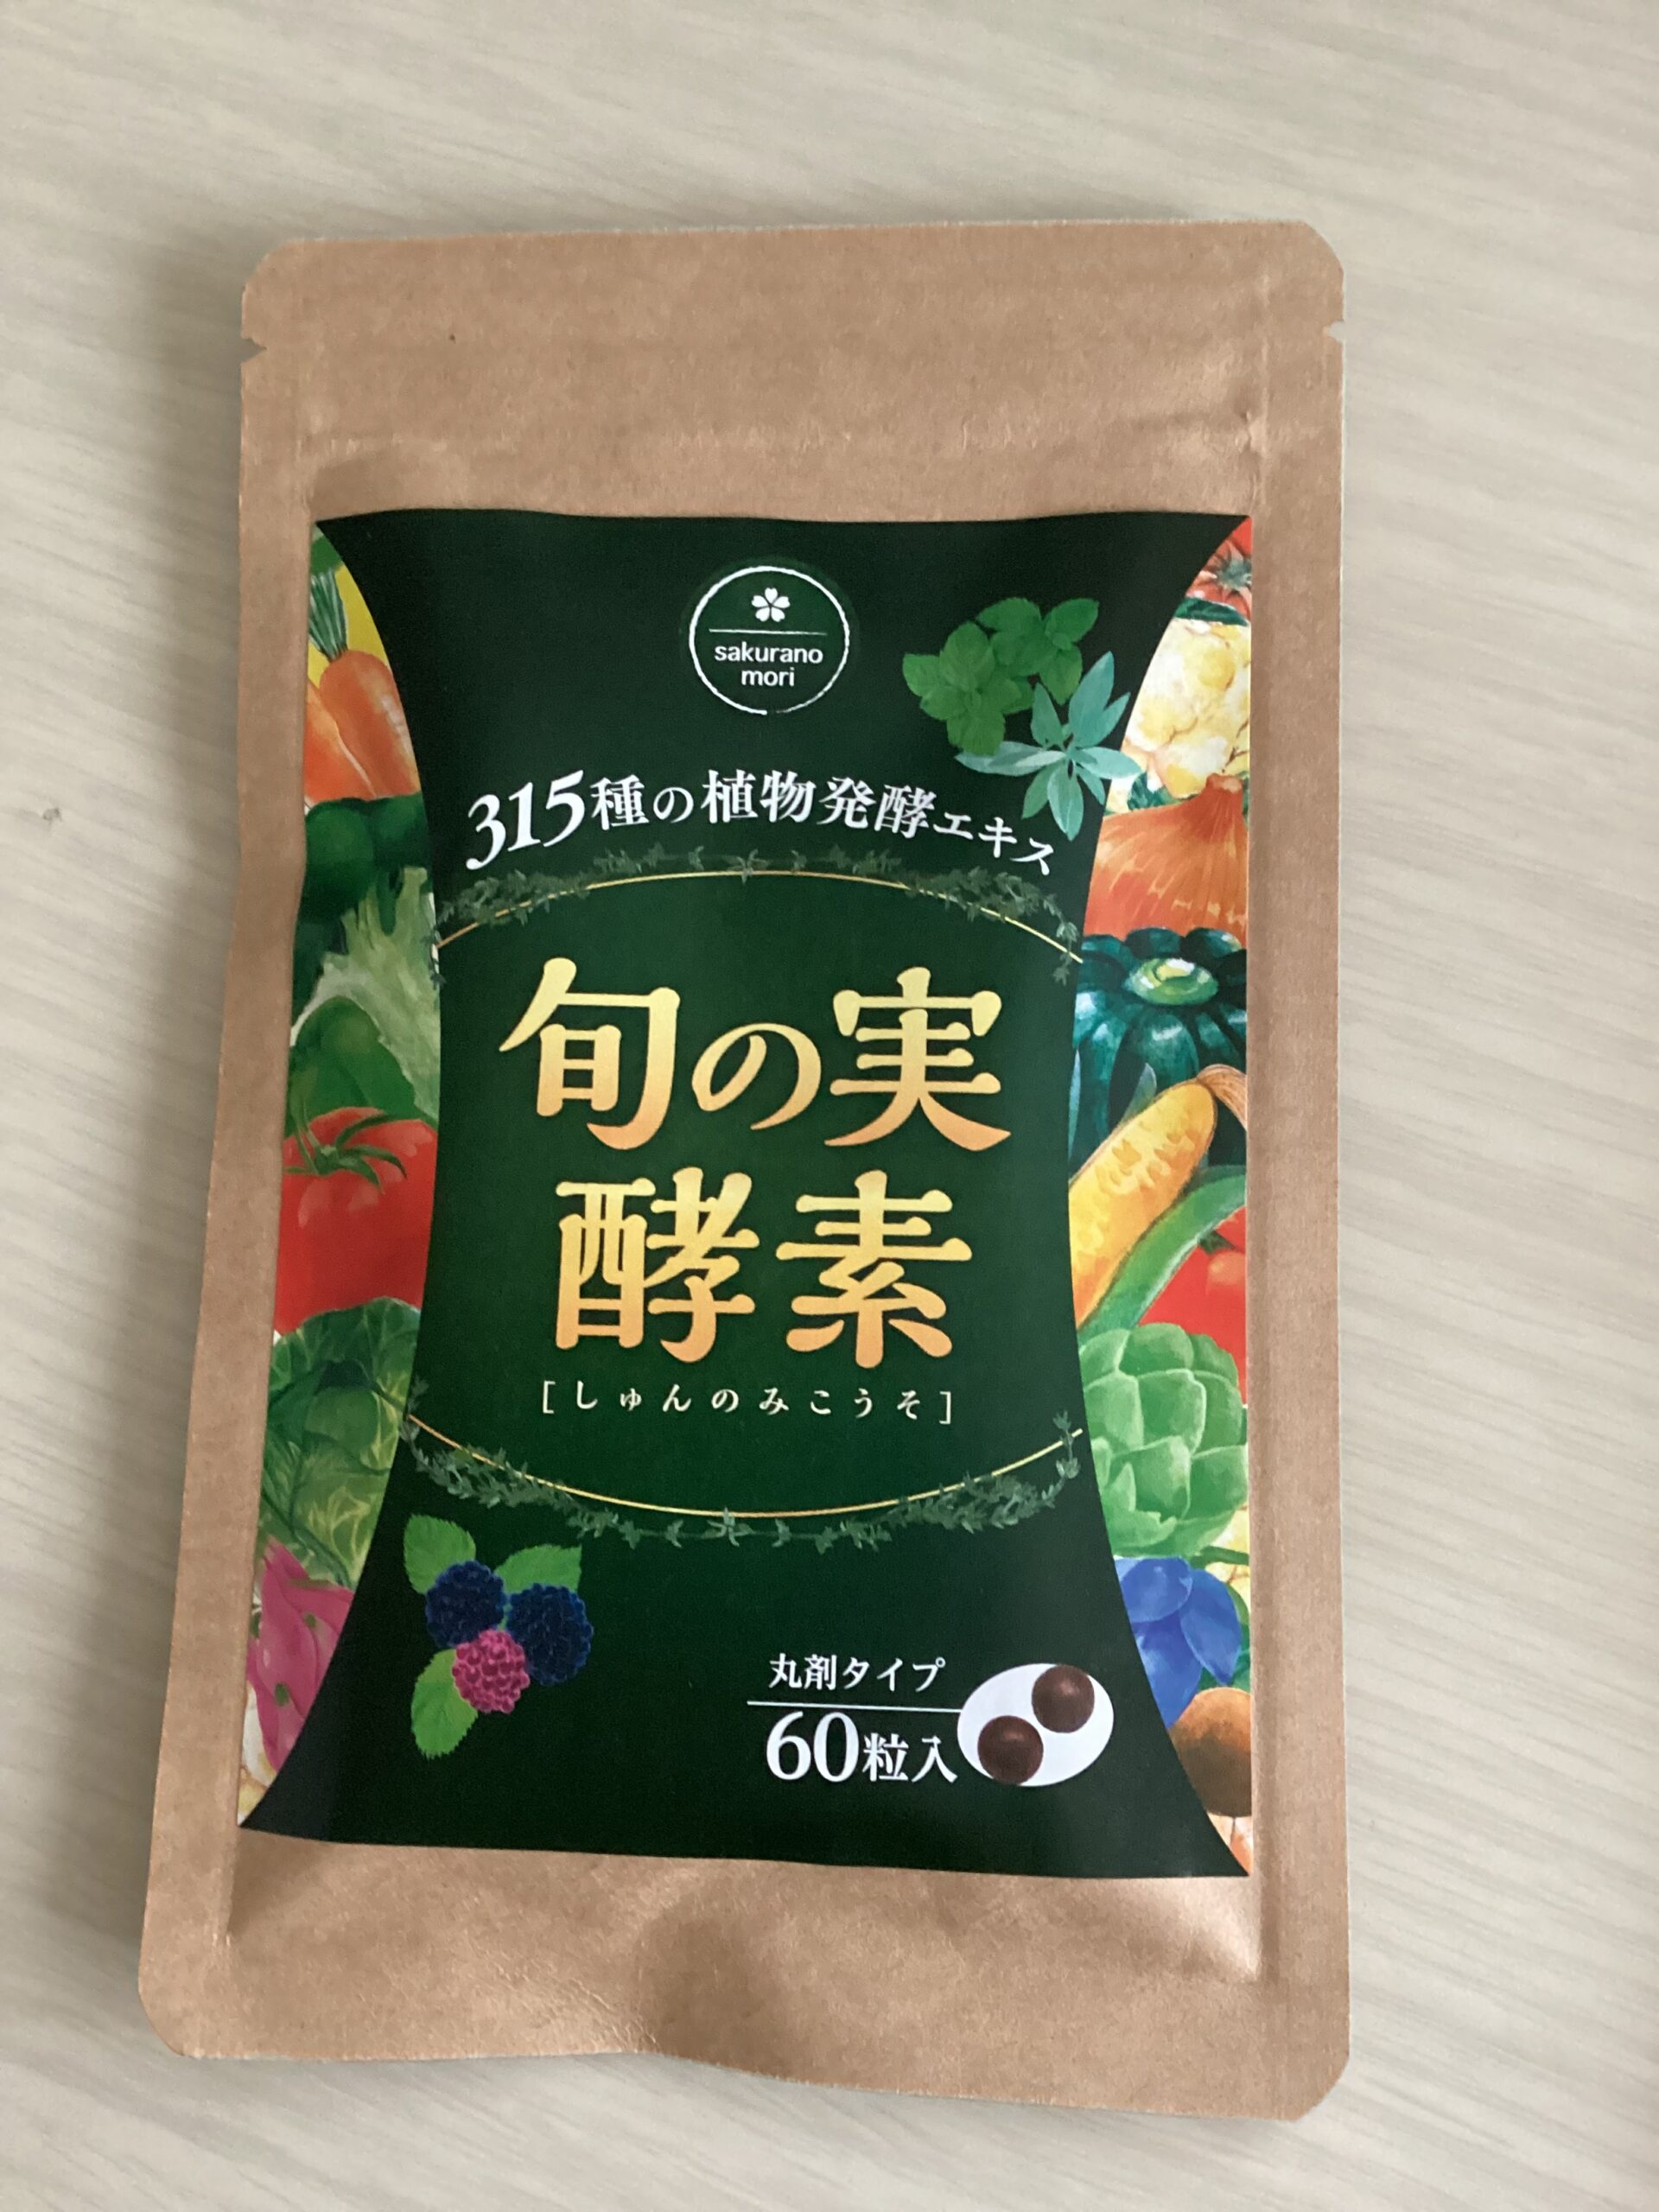 sakurano
mori
315種の植物発酵エキス
旬の実
酵素
[しゅんのみこうそ]
丸剤タイプ
60粒入